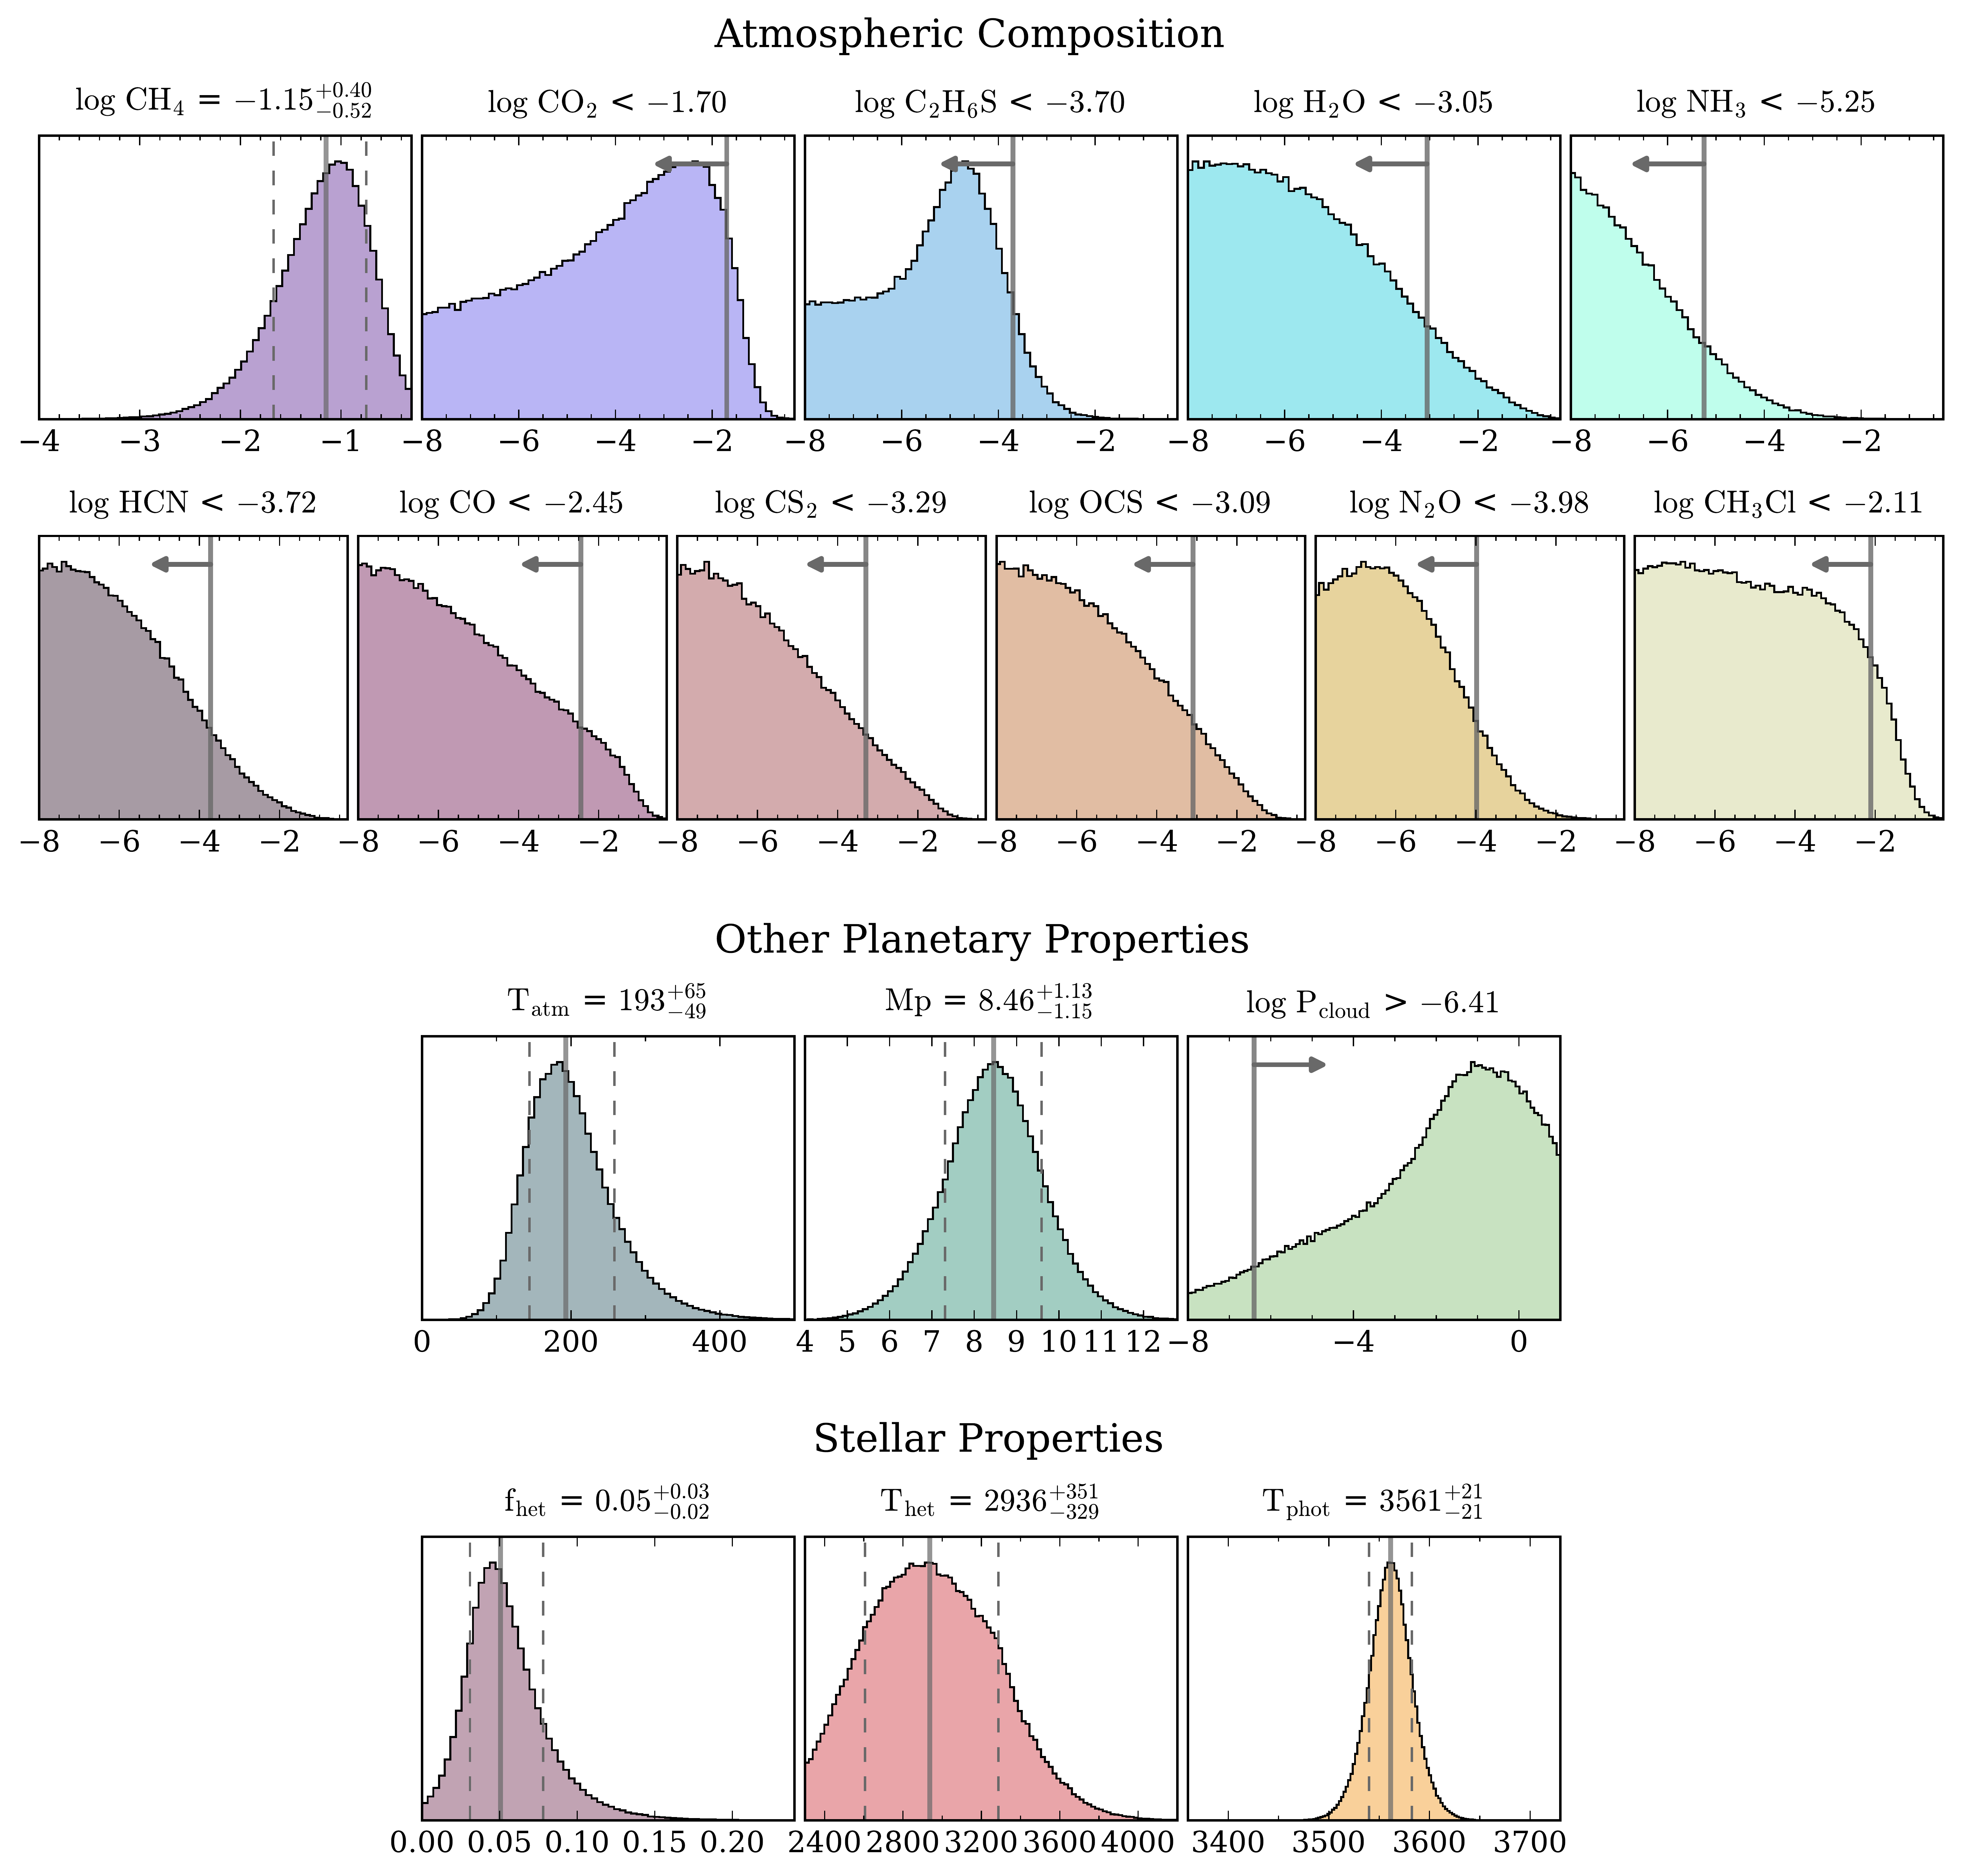 Atmospheric Composition
log CH₄ = −1.15 +0.40 −0.52
log CO₂ < −1.70
log C₂H₆S < −3.70
log H₂O < −3.05
log NH₃ < −5.25
−4 −3 −2 −1
−8 −6 −4 −2
−8 −6 −4 −2
−8 −6 −4 −2
−8 −6 −4 −2
log HCN < −3.72
log CO < −2.45
log CS₂ < −3.29
log OCS < −3.09
log N₂O < −3.98
log CH₃Cl < −2.11
−8 −6 −4 −2
−8 −6 −4 −2
−8 −6 −4 −2
−8 −6 −4 −2
−8 −6 −4 −2
−8 −6 −4 −2
Other Planetary Properties
T_atm = 193 +65 −49
Mp = 8.46 +1.13 −1.15
log P_cloud > −6.41
0 200 400
4 5 6 7 8 9 10 11 12
−8 −4 0
Stellar Properties
f_het = 0.05 +0.03 −0.02
T_het = 2936 +351 −329
T_phot = 3561 +21 −21
0.00 0.05 0.10 0.15 0.20
2400 2800 3200 3600 4000
3400 3500 3600 3700